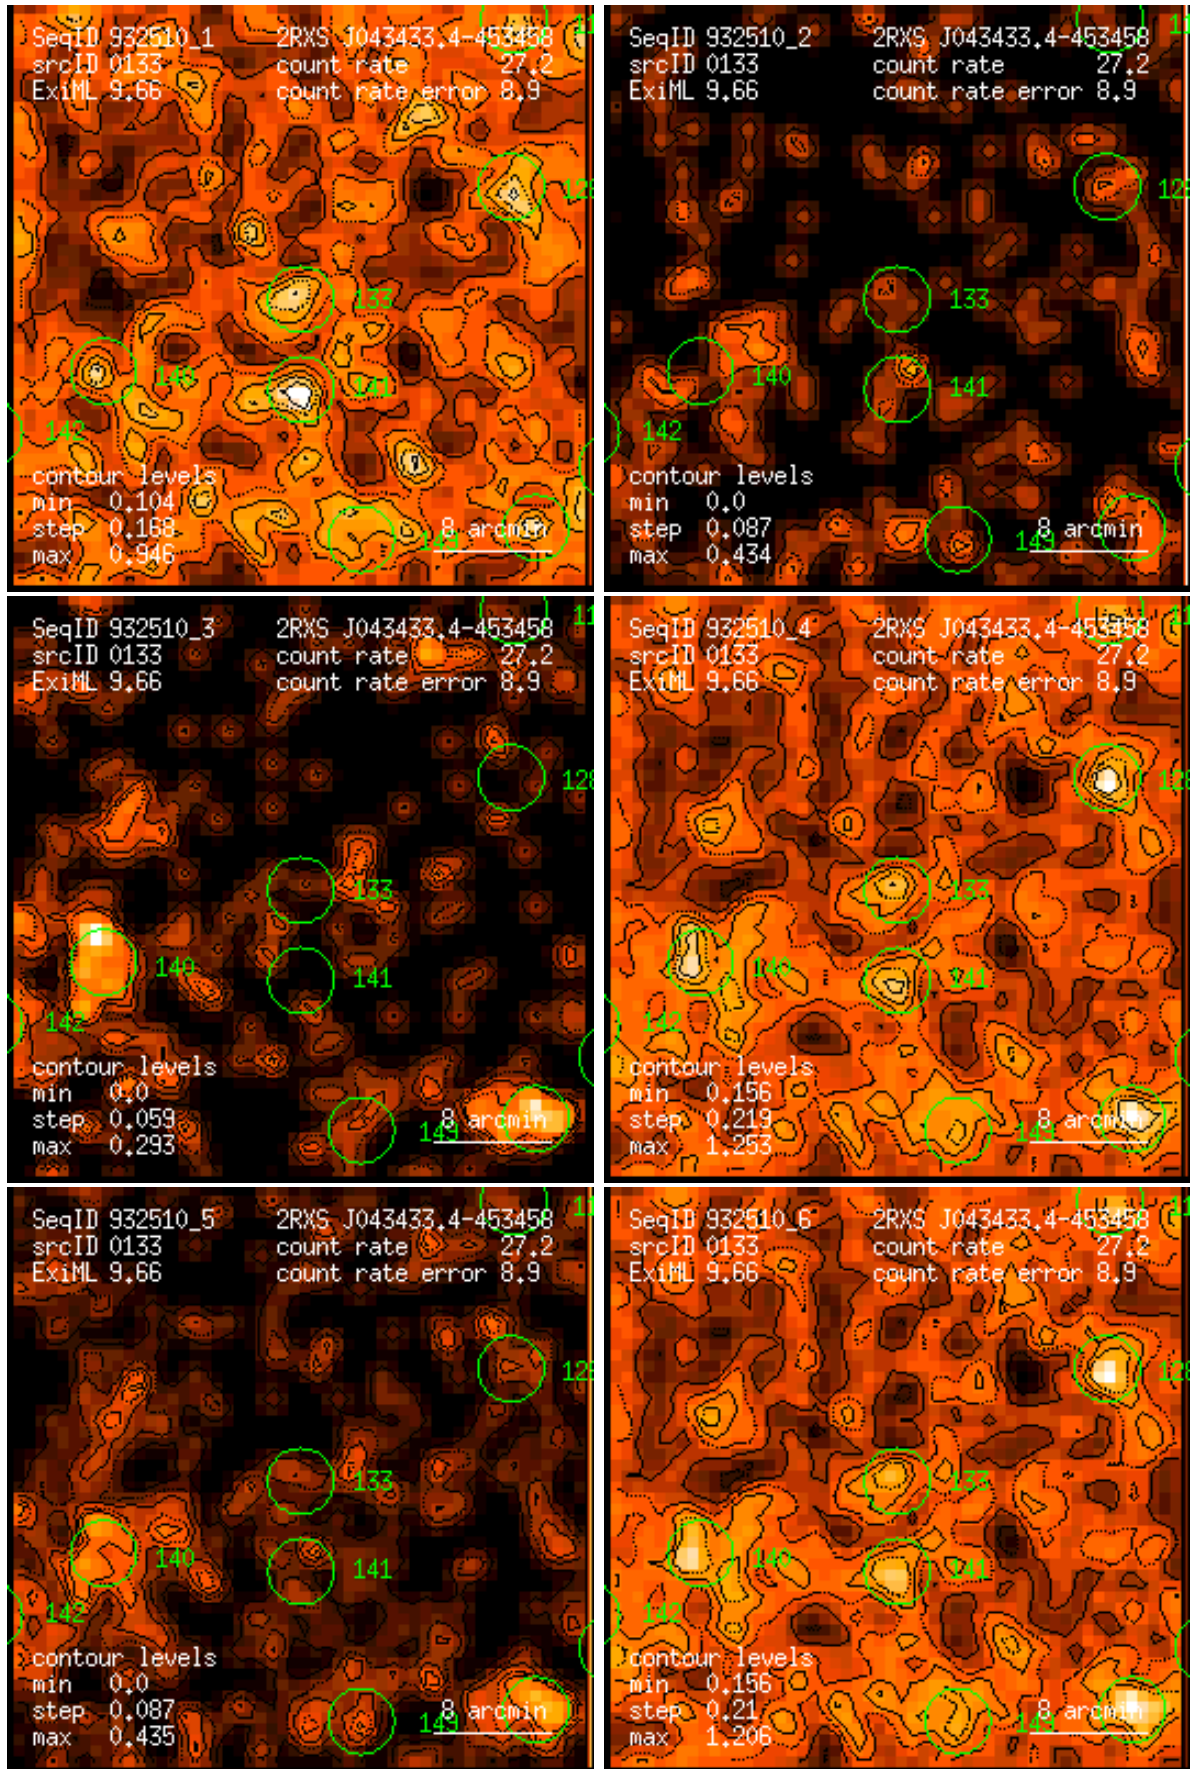 SeqID 932510_1 2RXS J043433.4-453458
srcID 0133 count rate 27.2
ExiML 9.66 count rate error 8.9
128
133
140
141
142
contour levels
min 0.104
step 0.168 8 arcmin
149
max 0.946
SeqID 932510_2 2RXS J043433.4-453458
srcID 0133 count rate 27.2
ExiML 9.66 count rate error 8.9
128
133
140
141
142
contour levels
min 0.0
step 0.087 8 arcmin
149
max 0.434
SeqID 932510_3 2RXS J043433.4-453458
srcID 0133 count rate 27.2
ExiML 9.66 count rate error 8.9
128
133
140
141
142
contour levels
min 0.0
step 0.059 8 arcmin
149
max 0.293
SeqID 932510_4 2RXS J043433.4-453458
srcID 0133 count rate 27.2
ExiML 9.66 count rate error 8.9
128
133
140
141
142
contour levels
min 0.156
step 0.219 8 arcmin
149
max 1.253
SeqID 932510_5 2RXS J043433.4-453458
srcID 0133 count rate 27.2
ExiML 9.66 count rate error 8.9
128
133
140
141
142
contour levels
min 0.0
step 0.087 8 arcmin
149
max 0.435
SeqID 932510_6 2RXS J043433.4-453458
srcID 0133 count rate 27.2
ExiML 9.66 count rate error 8.9
128
133
140
141
142
contour levels
min 0.156
step 0.21 8 arcmin
149
max 1.206